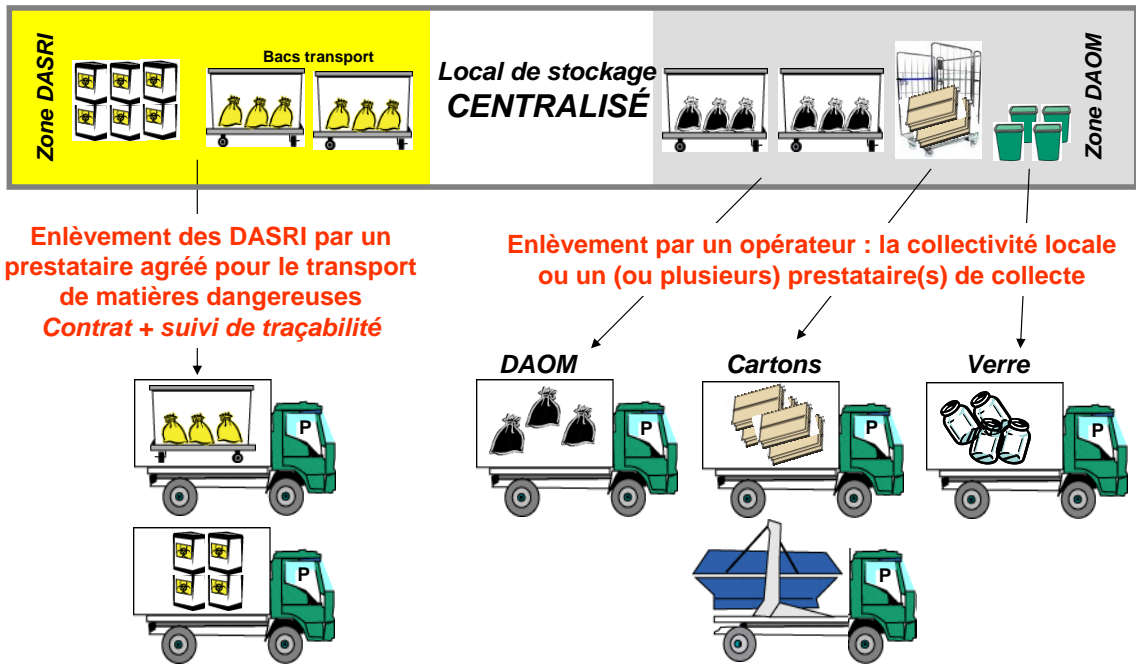 Zone DASRI
Bacs transport
Local de stockage
CENTRALISÉ
Zone DAOM
Enlèvement des DASRI par un
prestataire agréé pour le transport
de matières dangereuses
Contrat + suivi de traçabilité
Enlèvement par un opérateur : la collectivité locale
ou un (ou plusieurs) prestataire(s) de collecte
DAOM
Cartons
Verre
P
P
P
P
P
P